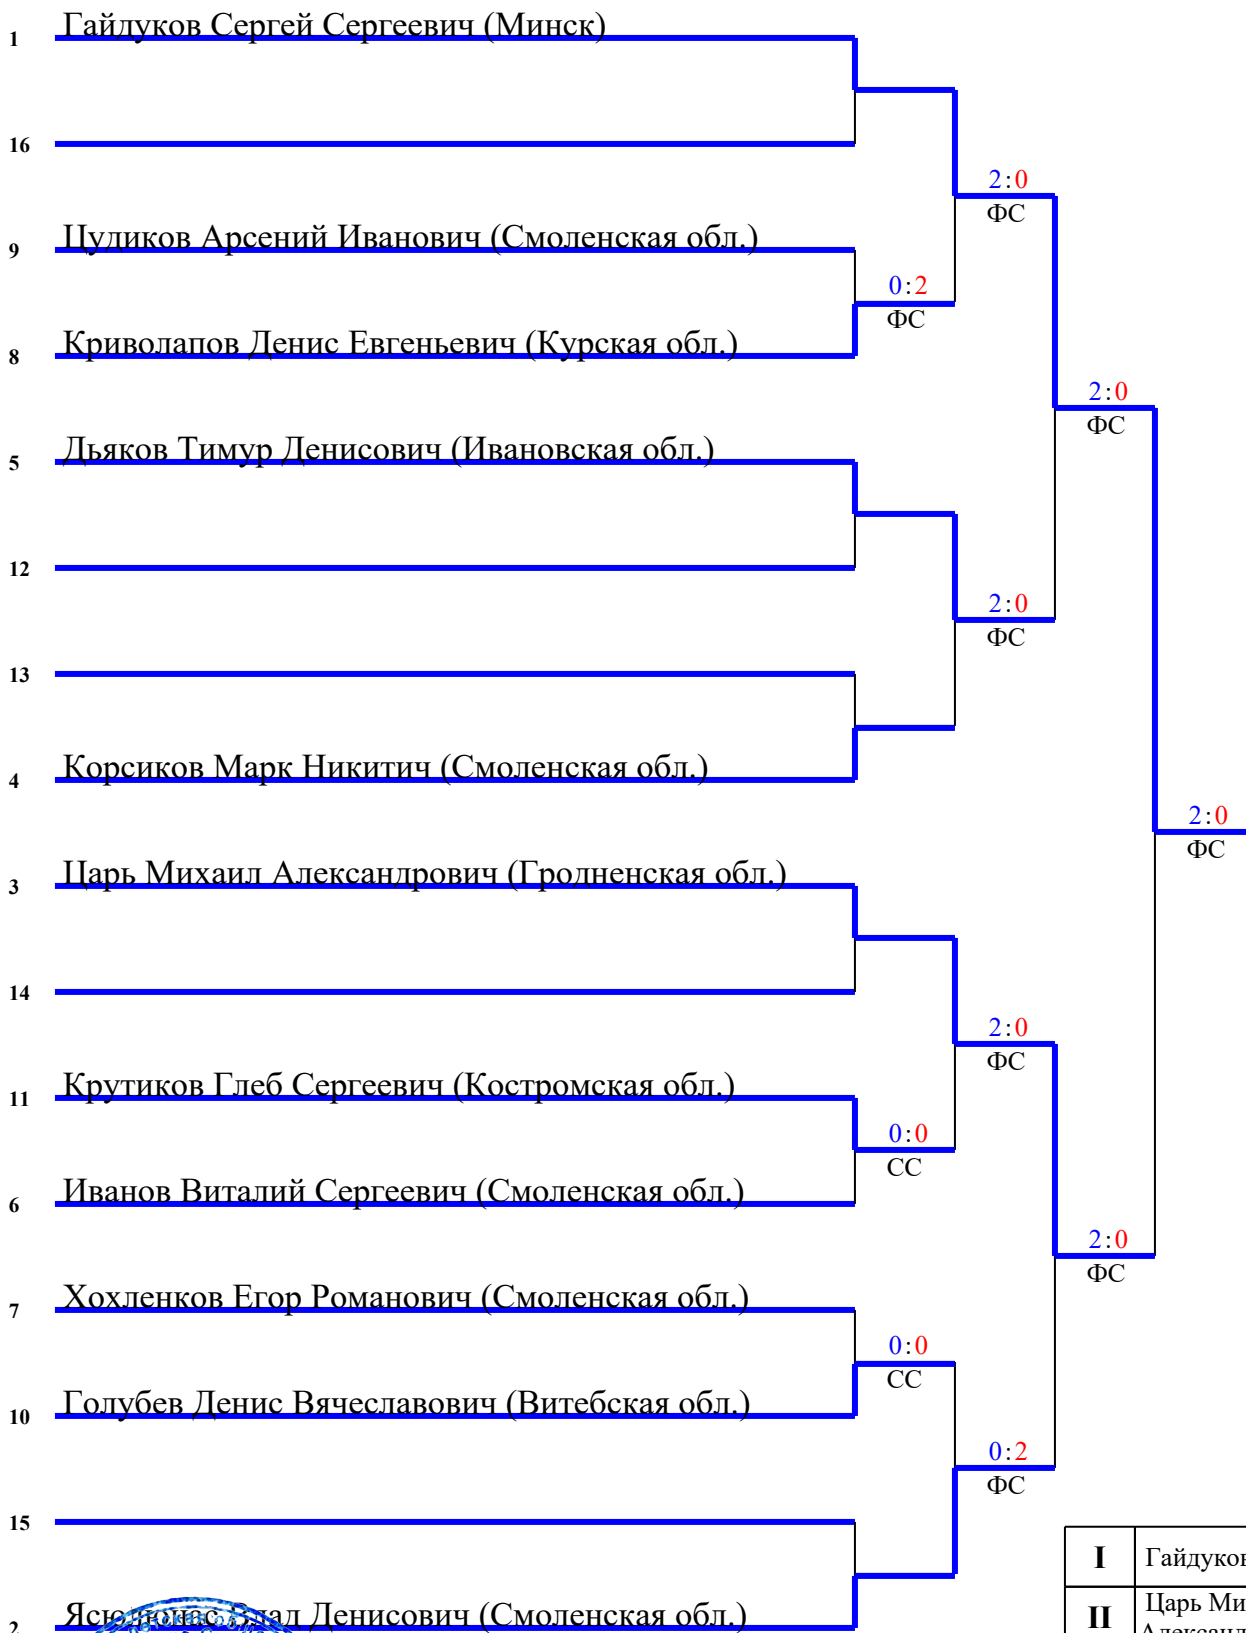 1 Гайдуков Сергей Сергеевич (Минск)
16
2:0
ФС
9 Цудиков Арсений Иванович (Смоленская обл.)
0:2
ФС
8 Криволапов Денис Евгеньевич (Курская обл.)
2:0
ФС
5 Дьяков Тимур Денисович (Ивановская обл.)
12
2:0
ФС
13
4 Корсиков Марк Никитич (Смоленская обл.)
2:0
ФС
3 Царь Михаил Александрович (Гродненская обл.)
14
2:0
ФС
11 Крутиков Глеб Сергеевич (Костромская обл.)
0:0
СС
6 Иванов Виталий Сергеевич (Смоленская обл.)
2:0
ФС
7 Хохленков Егор Романович (Смоленская обл.)
0:0
СС
10 Голубев Денис Вячеславович (Витебская обл.)
0:2
ФС
15
I Гайдуков
2 Влад Денисович (Смоленская обл.)
II Царь Ми
Александ